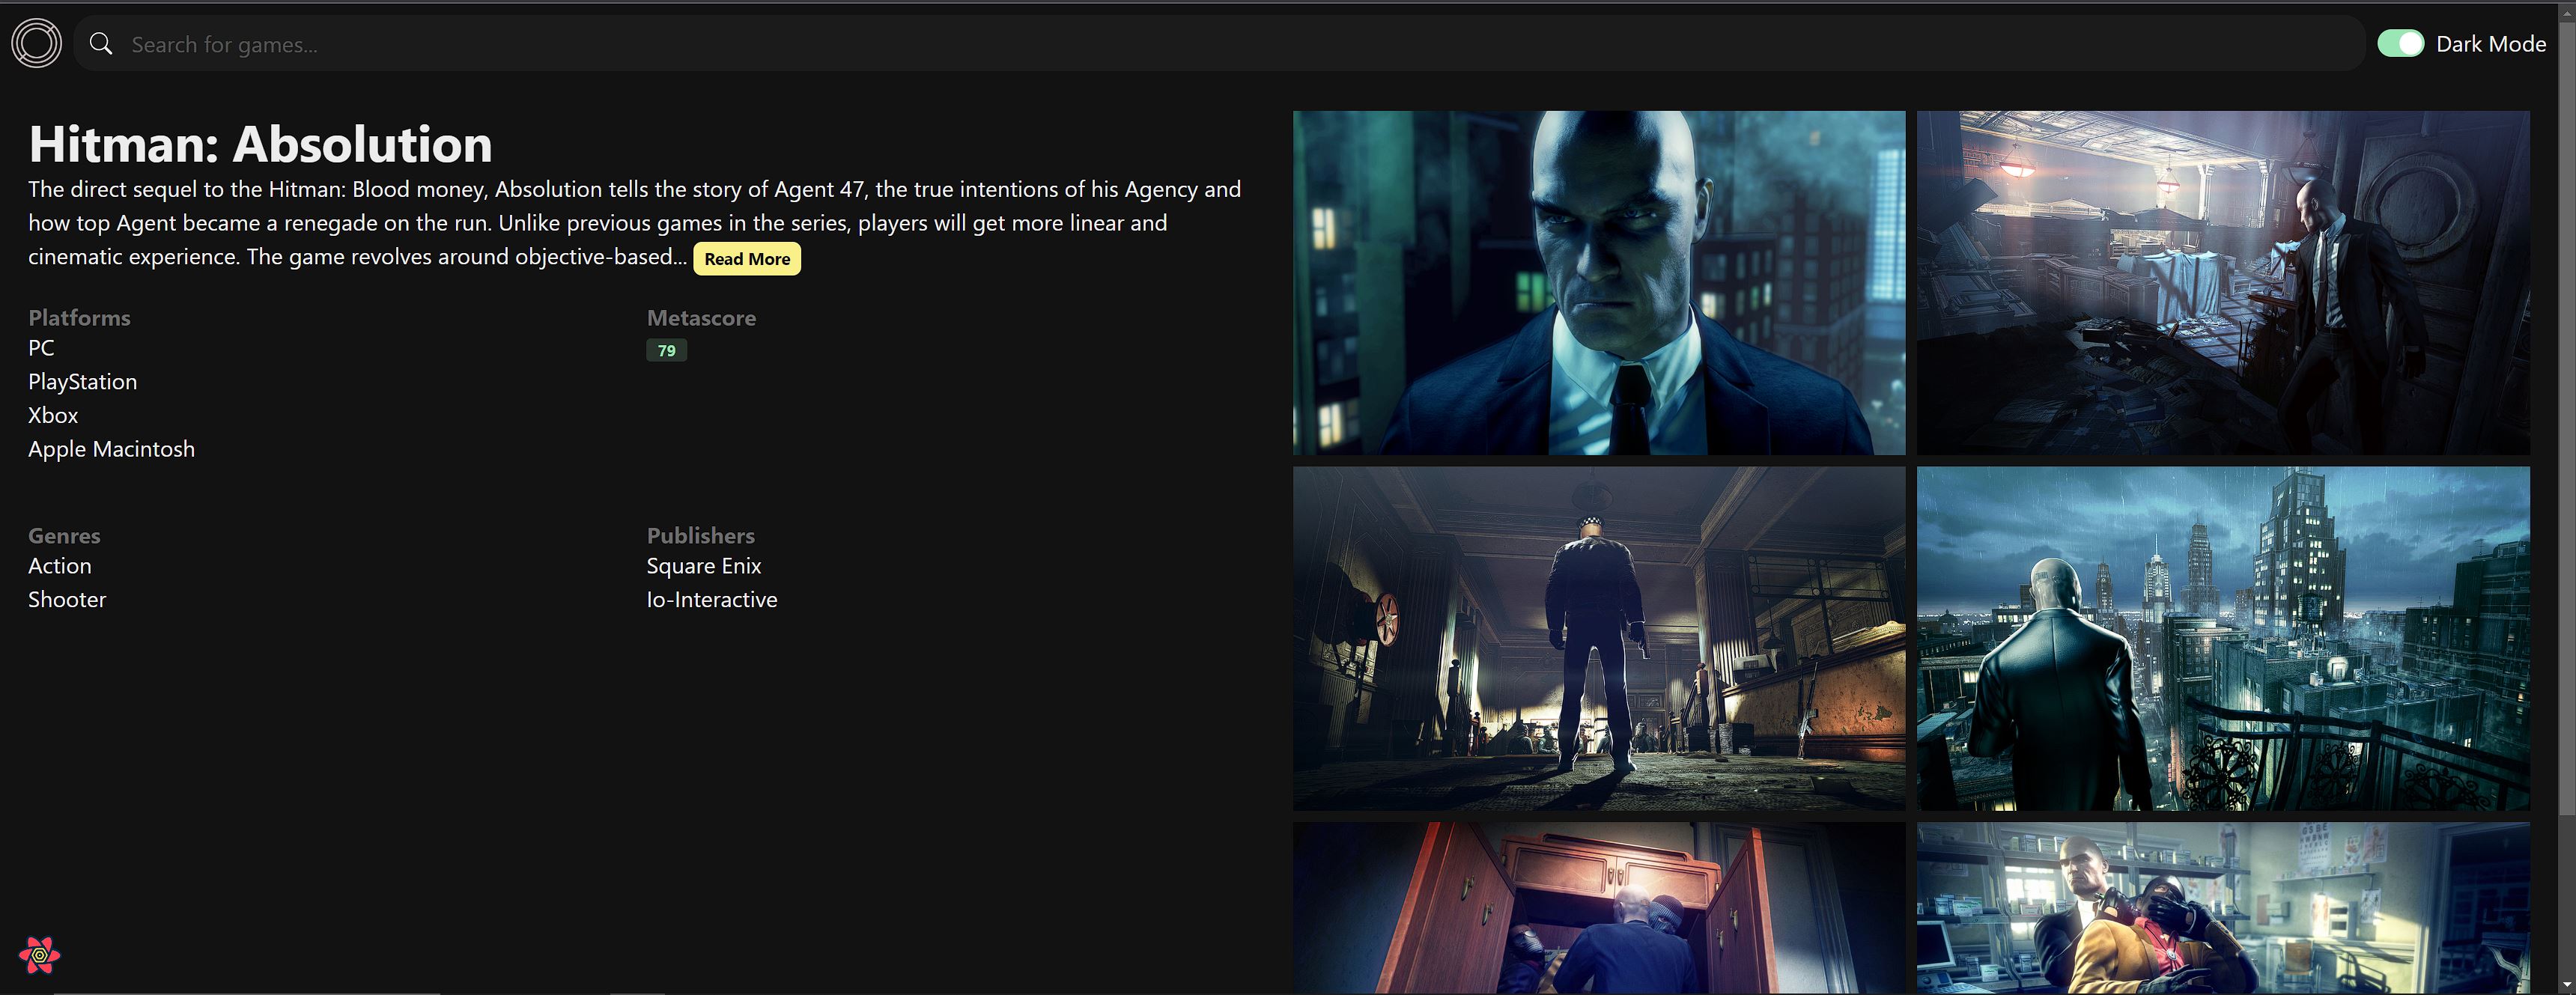 Search for games...
Dark Mode
Hitman: Absolution
The direct sequel to the Hitman: Blood money, Absolution tells the story of Agent 47, the true intentions of his Agency and
how top Agent became a renegade on the run. Unlike previous games in the series, players will get more linear and
cinematic experience. The game revolves around objective-based... Read More
Platforms
PC
PlayStation
Xbox
Apple Macintosh
Metascore
79
Genres
Action
Shooter
Publishers
Square Enix
Io-Interactive